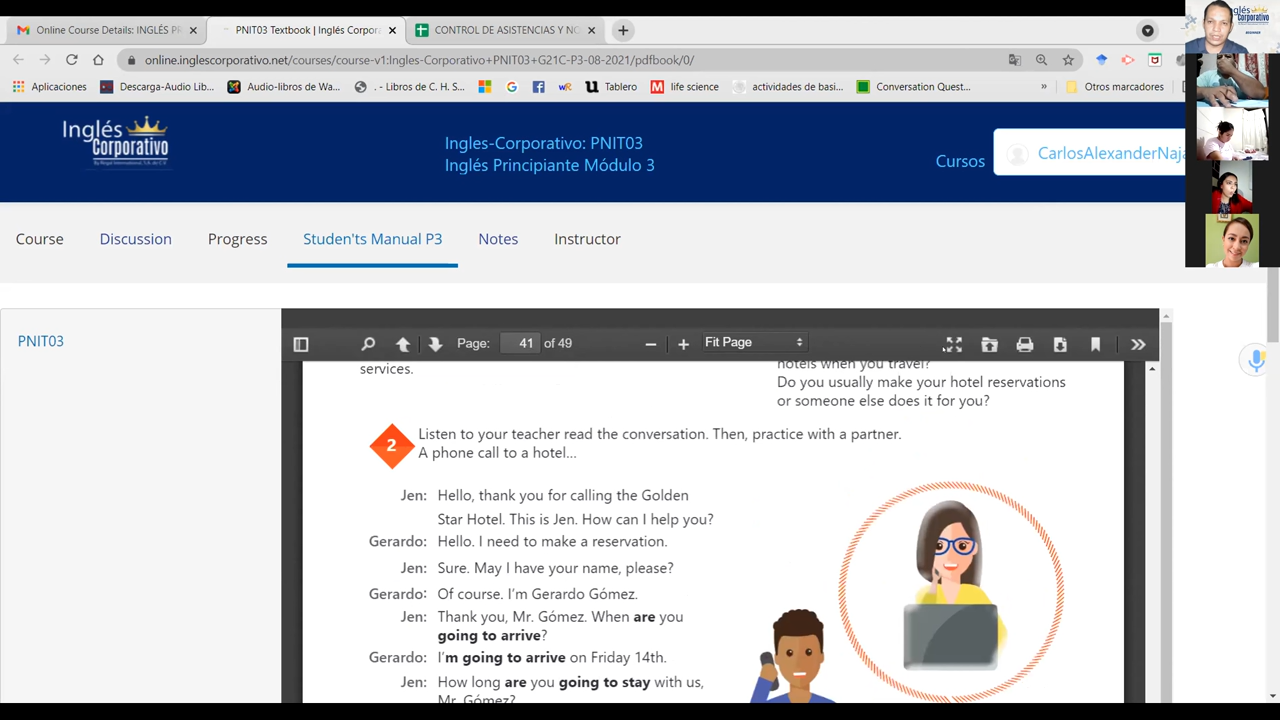 Online Course Details: INGLÉS PR
PNIT03 Textbook | Inglés Corpora
CONTROL DE ASISTENCIAS Y NO
online.inglescorporativo.net/courses/course-v1:Ingles_corporativo+PNIT03+G21C-P3-08-2021/pdfbook/0/
Aplicaciones
Descarga-Audio Lib...
Audio-libros de Wa...
- Libros de C. H. S...
Tablero
life science
actividades de basi...
Conversation Quest...
»
Otros marcadores
Inglés
Corporativo
Ingles-Corporativo: PNIT03
Inglés Principiante Módulo 3
Cursos
CarlosAlexanderNaja
Course
Discussion
Progress
Studen'ts Manual P3
Notes
Instructor
PNIT03
Page: 41 of 49
Fit Page
services.
hotels when you travel?
Do you usually make your hotel reservations
or someone else does it for you?
2
Listen to your teacher read the conversation. Then, practice with a partner.
A phone call to a hotel...
Jen: Hello, thank you for calling the Golden
Star Hotel. This is Jen. How can I help you?
Gerardo: Hello. I need to make a reservation.
Jen: Sure. May I have your name, please?
Gerardo: Of course. I'm Gerardo Gómez.
Jen: Thank you, Mr. Gómez. When are you
going to arrive?
Gerardo: I'm going to arrive on Friday 14th.
Jen: How long are you going to stay with us,
Mr. Gómez?